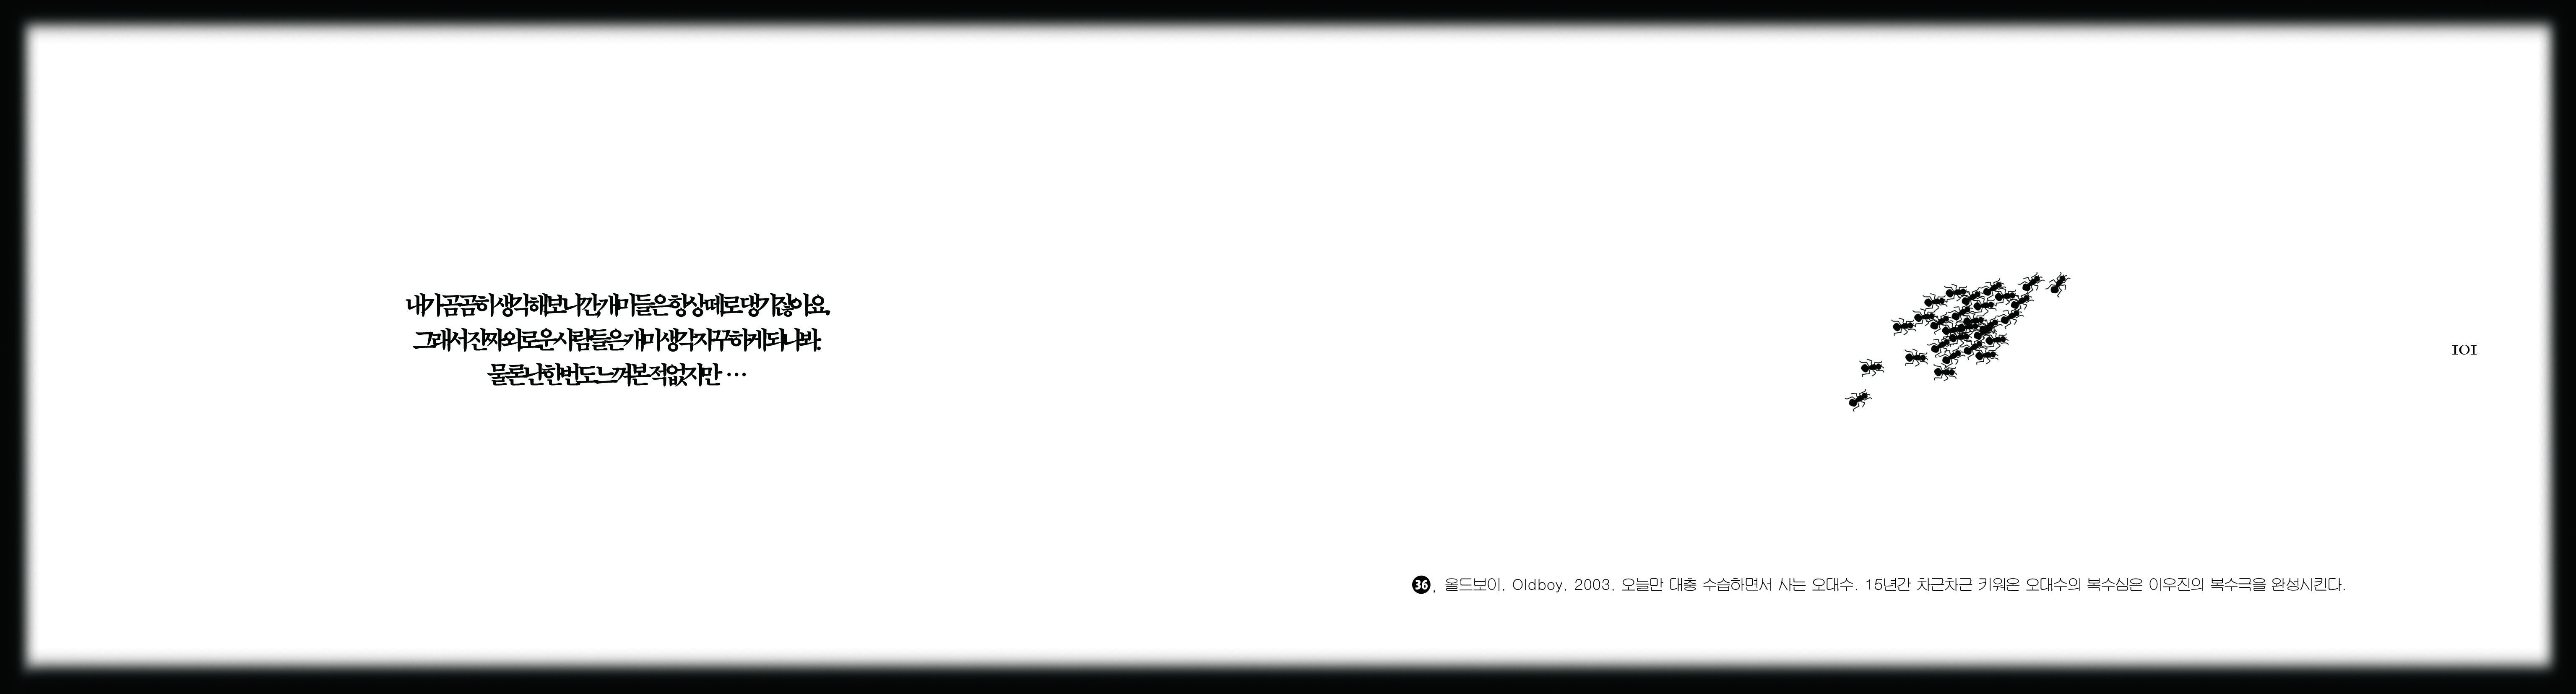 내가 곰곰히 생각해보니깐, 개미들은 항상 떼로 댕기잖아요.
그래서 진짜 외로운 사람들은 개미 생각 자꾸 하게 되나봐.
물론 난 한번도 느껴본 적 없지만 …
101
36, 올드보이, Oldboy, 2003, 오늘만 대충 수습하면서 사는 오대수. 15년간 차근차근 키워온 오대수의 복수심은 이우진의 복수극을 완성시킨다.